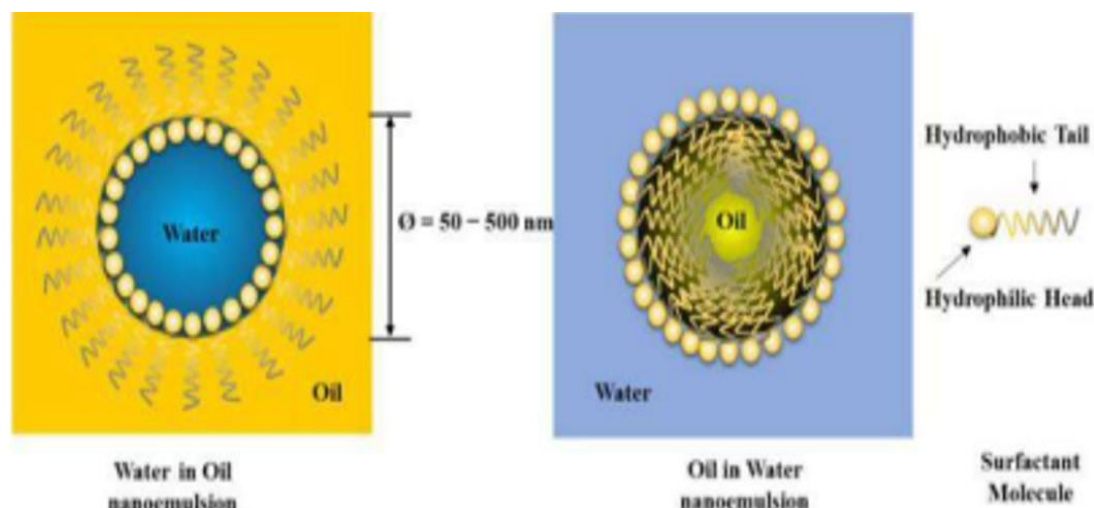 Water
Oil
Ø = 50 – 500 nm
Water in Oil
nanoemulsion
Oil
Water
Oil in Water
nanoemulsion
Hydrophobic Tail
Hydrophilic Head
Surfactant
Molecule